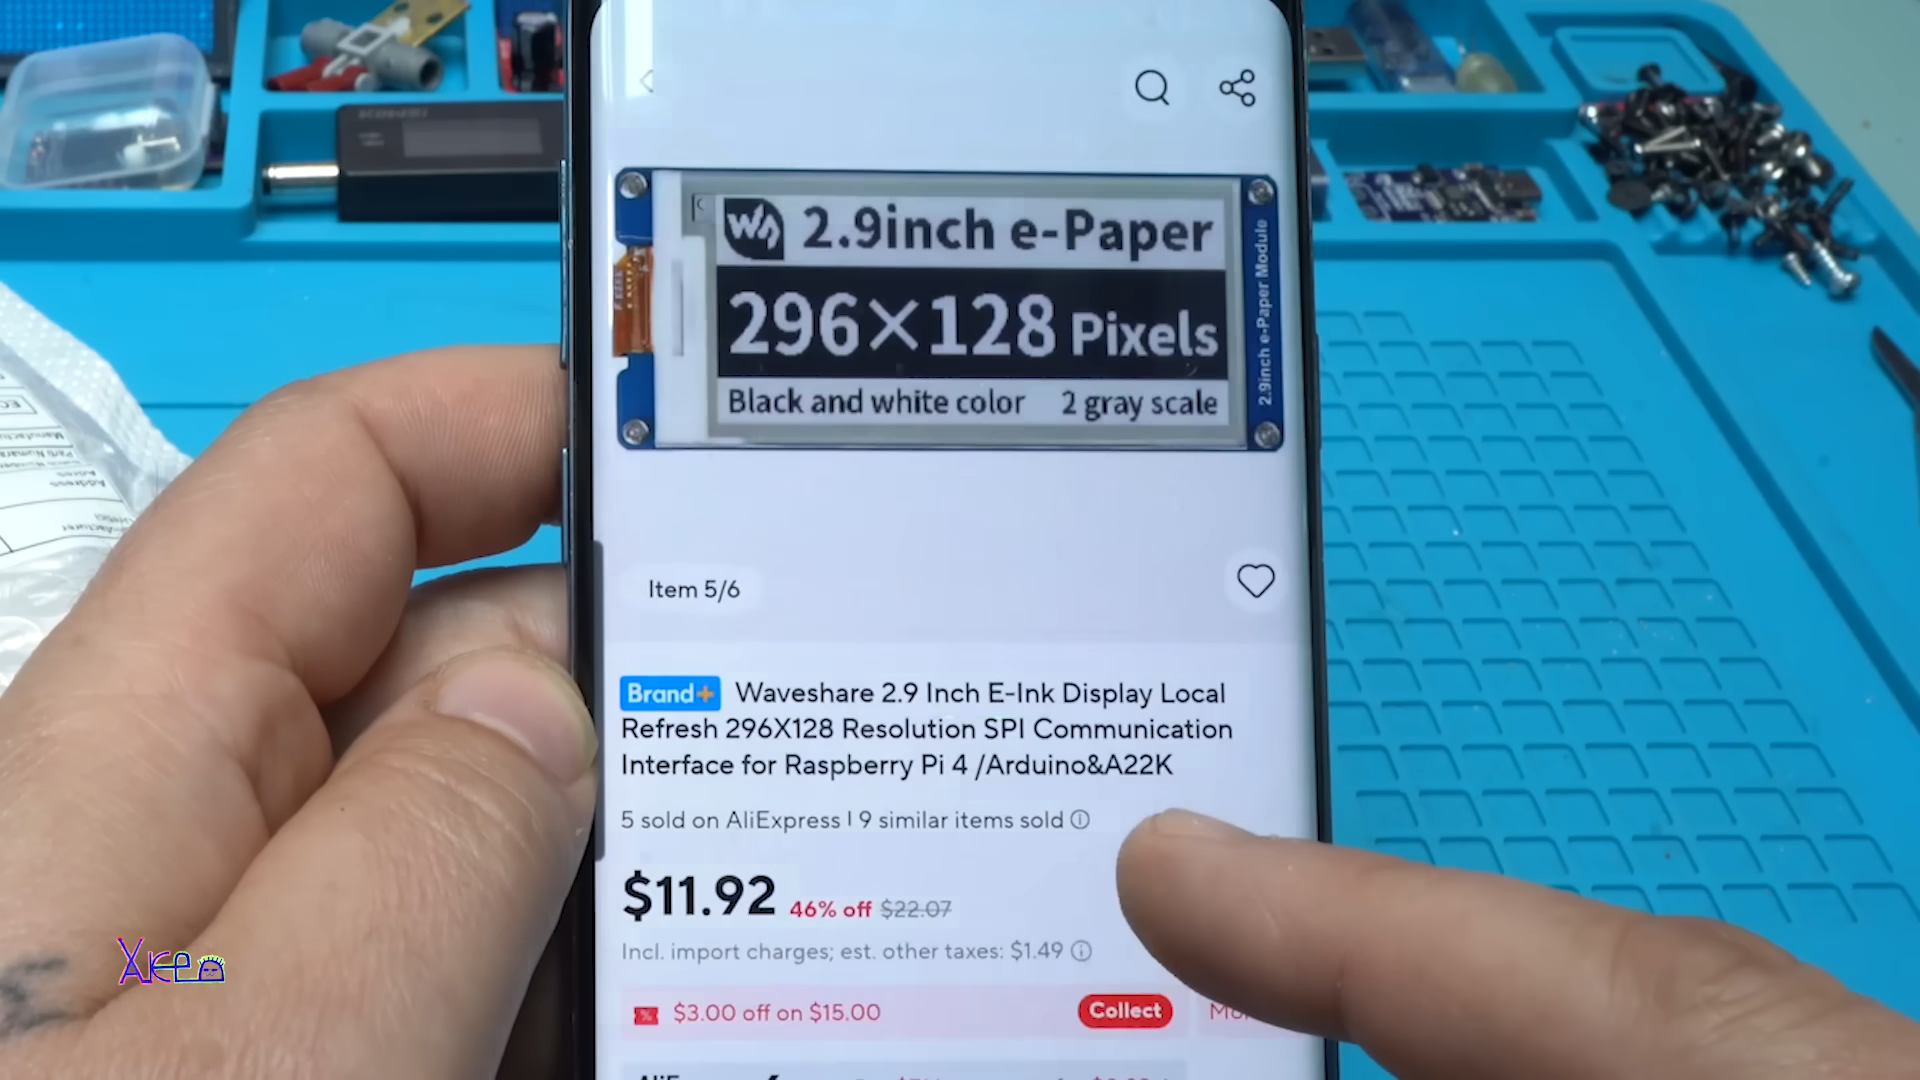 2.9inch e-Paper
296×128 Pixels
Black and white color 2 gray scale
2.9inch e-Paper Module
Item 5/6
Brand+ Waveshare 2.9 Inch E-Ink Display Local
Refresh 296X128 Resolution SPI Communication
Interface for Raspberry Pi 4 /Arduino&A22K
5 sold on AliExpress | 9 similar items sold
$11.92 46% off $22.07
Incl. import charges; est. other taxes: $1.49
$3.00 off on $15.00 Collect